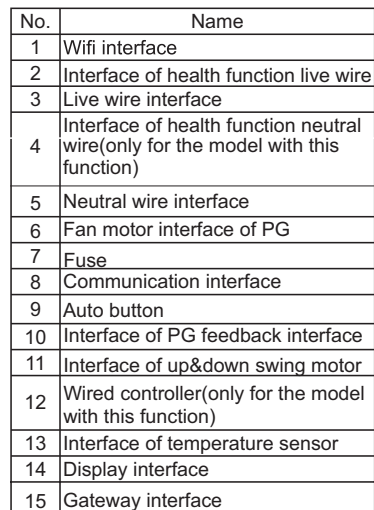 No. Name
1 Wifi interface
2 Interface of health function live wire
3 Live wire interface
4 Interface of health function neutral
wire(only for the model with this
function)
5 Neutral wire interface
6 Fan motor interface of PG
7 Fuse
8 Communication interface
9 Auto button
10 Interface of PG feedback interface
11 Interface of up&down swing motor
12 Wired controller(only for the model
with this function)
13 Interface of temperature sensor
14 Display interface
15 Gateway interface